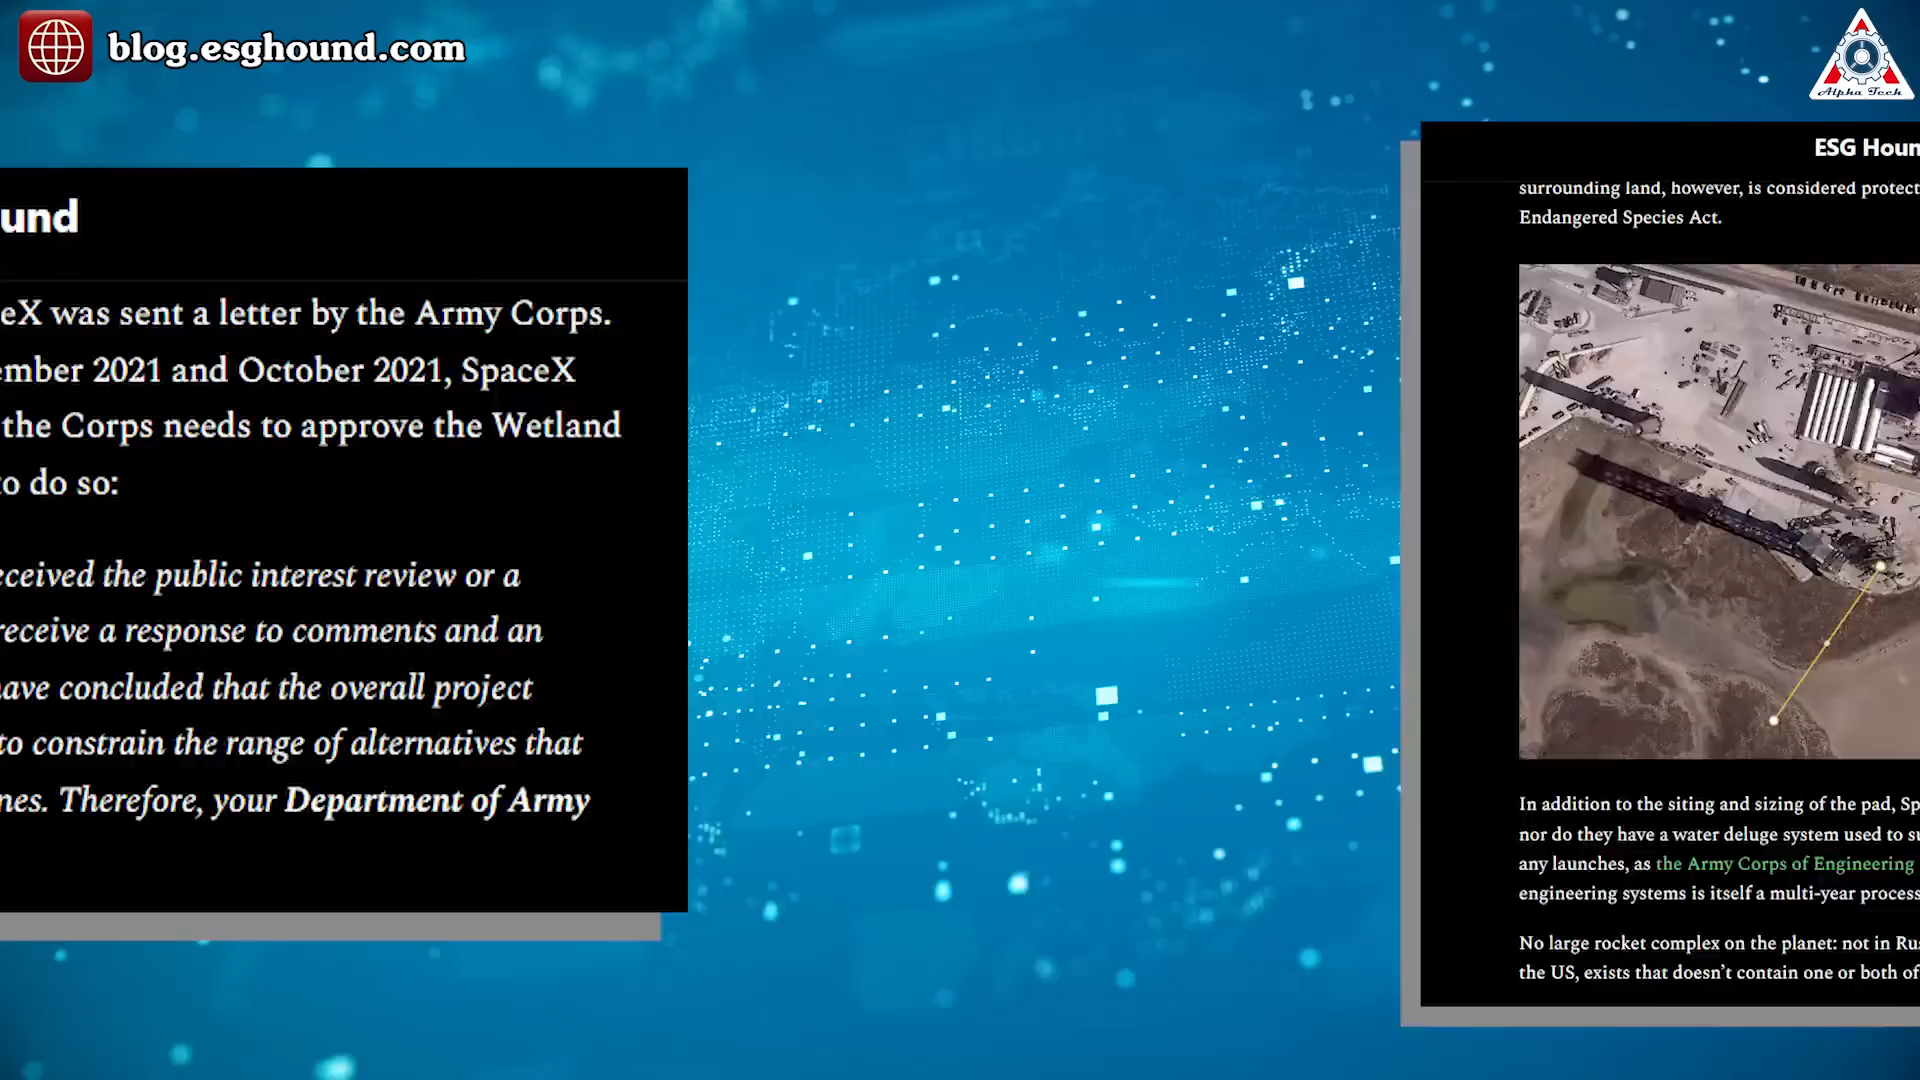 blog.esghound.com
Alpha Tech
ound
eX was sent a letter by the Army Corps.
ember 2021 and October 2021, SpaceX
the Corps needs to approve the Wetland
to do so:
eceived the public interest review or a
receive a response to comments and an
have concluded that the overall project
to constrain the range of alternatives that
nes. Therefore, your Department of Army
ESG Houn
surrounding land, however, is considered protect
Endangered Species Act.
In addition to the siting and sizing of the pad, Sp
nor do they have a water deluge system used to su
any launches, as the Army Corps of Engineering
engineering systems is itself a multi-year process
No large rocket complex on the planet: not in Rus
the US, exists that doesn't contain one or both of